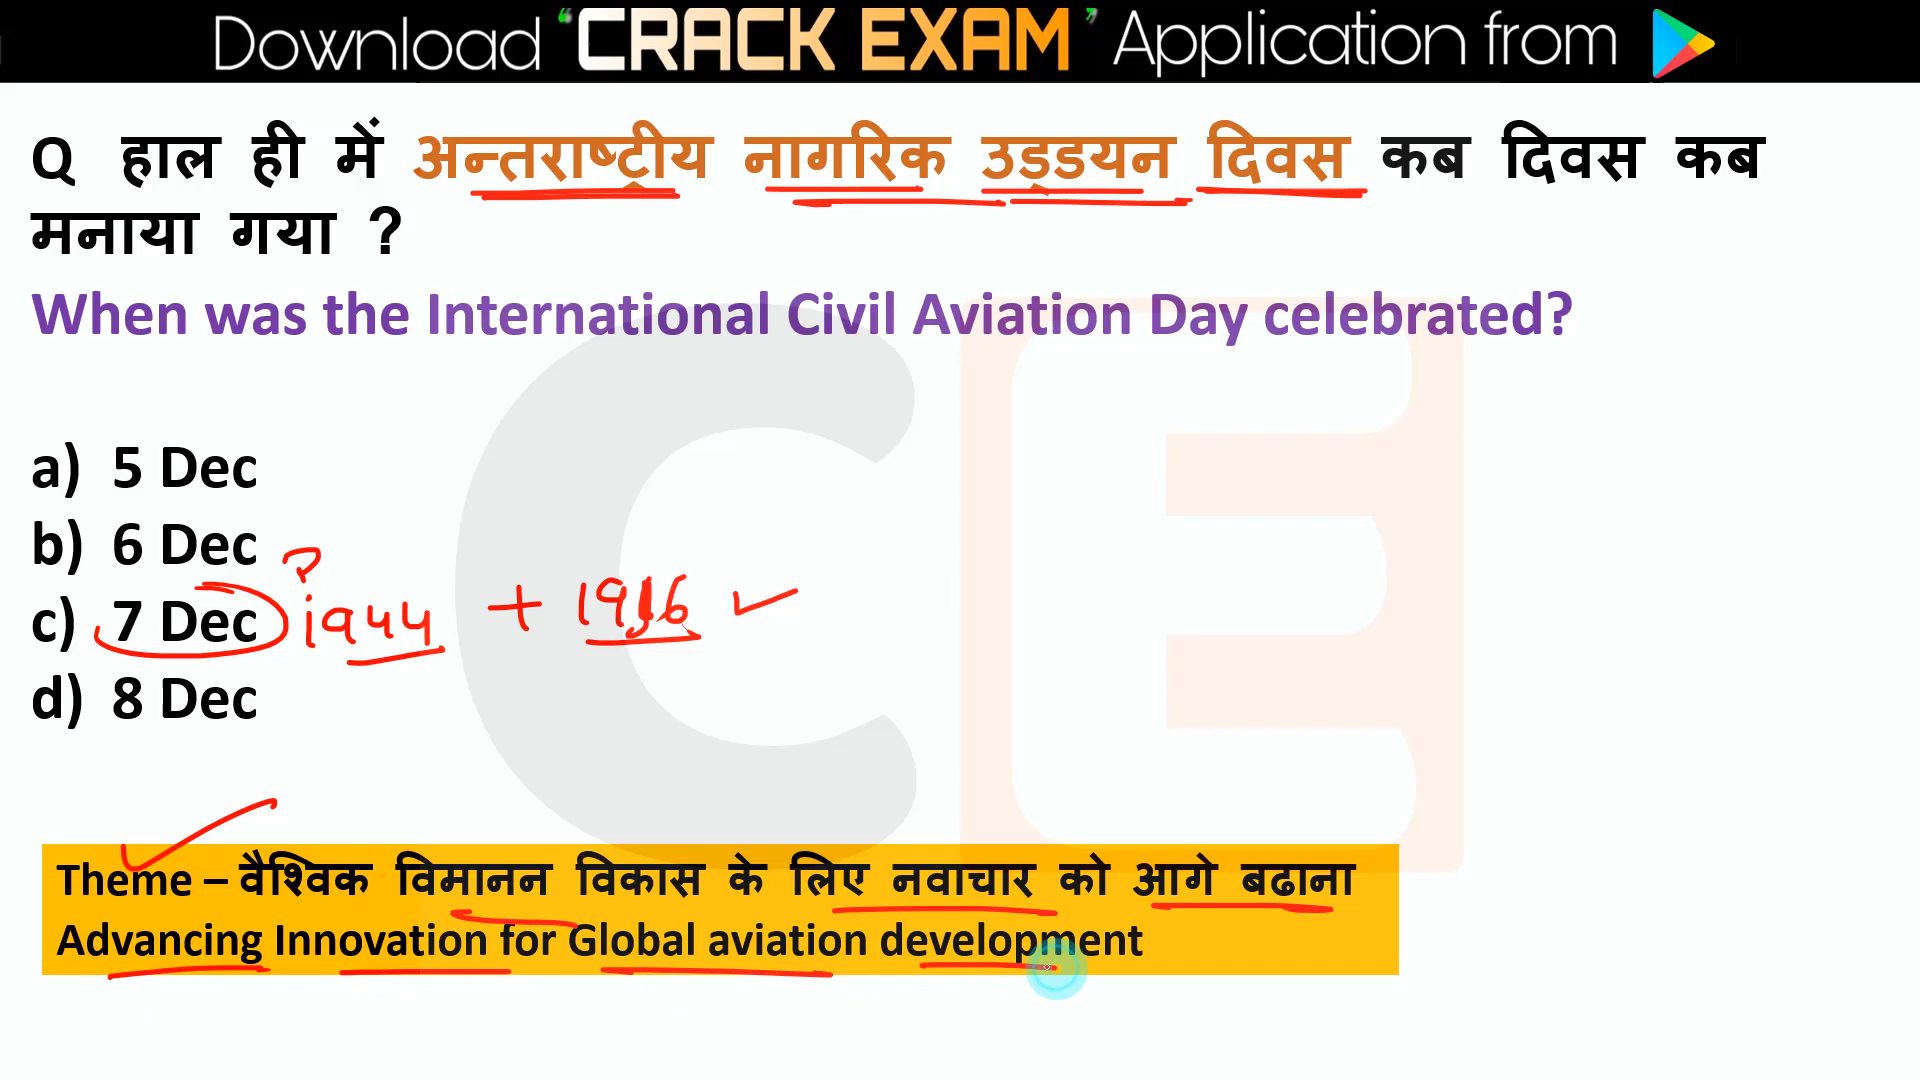 Download ‘CRACK EXAM’ Application from
Q हाल ही में अन्तराष्ट्रीय नागरिक उड्डयन दिवस कब दिवस कब
मनाया गया ?
When was the International Civil Aviation Day celebrated?
a) 5 Dec
b) 6 Dec
c) 7 Dec 1944 + 19
d) 8 Dec
Theme – वैश्विक विमानन विकास के लिए नवाचार को आगे बढाना
Advancing Innovation for Global aviation development
CE